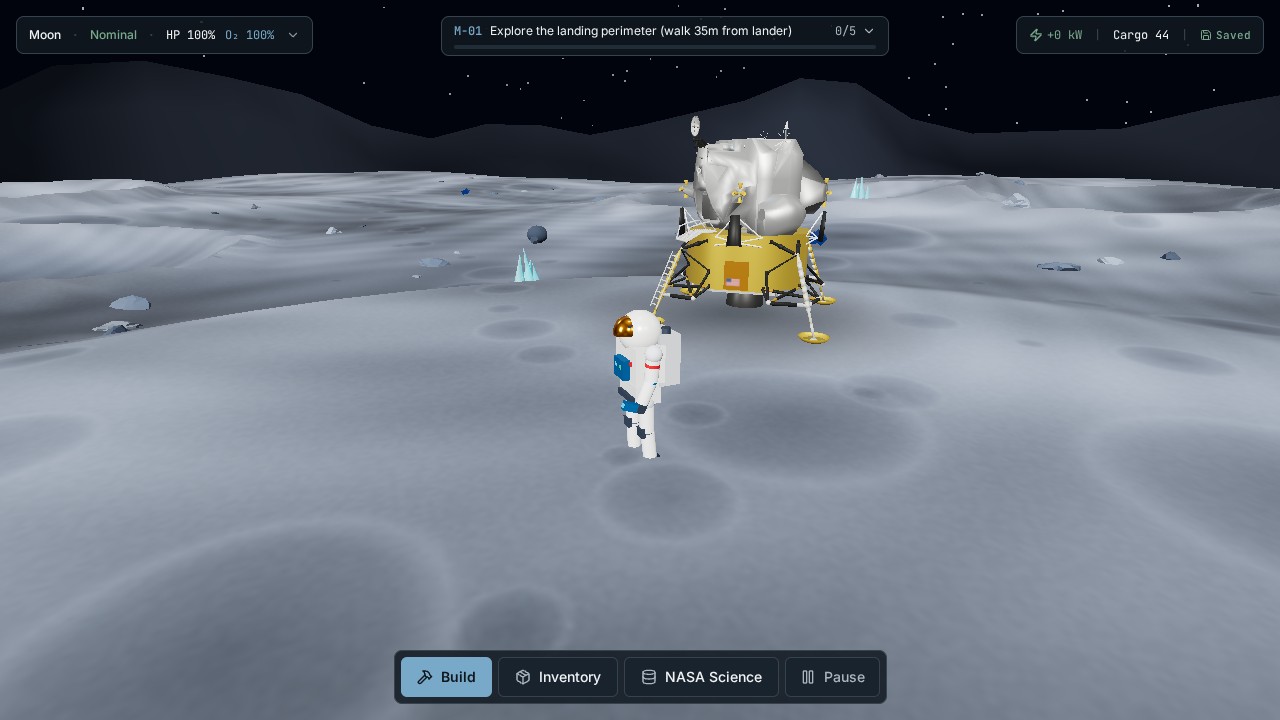 Moon · Nominal · HP 100% O₂ 100%
M-01 Explore the landing perimeter (walk 35m from lander) 0/5
+0 kW | Cargo 44 | Saved
Build
Inventory
NASA Science
Pause